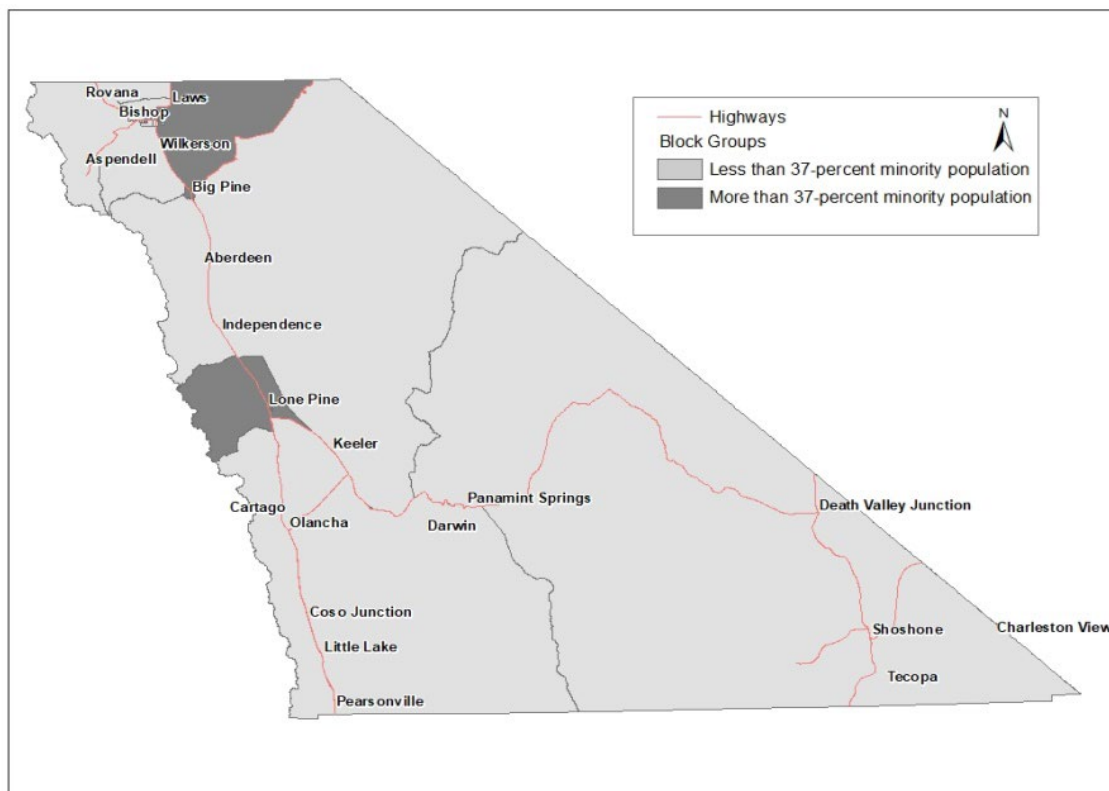 Rovana
Laws
Bishop
Wilkerson
Aspendell
Big Pine
Aberdeen
Independence
Lone Pine
Keeler
Cartago
Olancha
Darwin
Panamint Springs
Death Valley Junction
Coso Junction
Little Lake
Pearsonville
Shoshone
Charleston View
Tecopa
Highways
N
Block Groups
Less than 37-percent minority population
More than 37-percent minority population